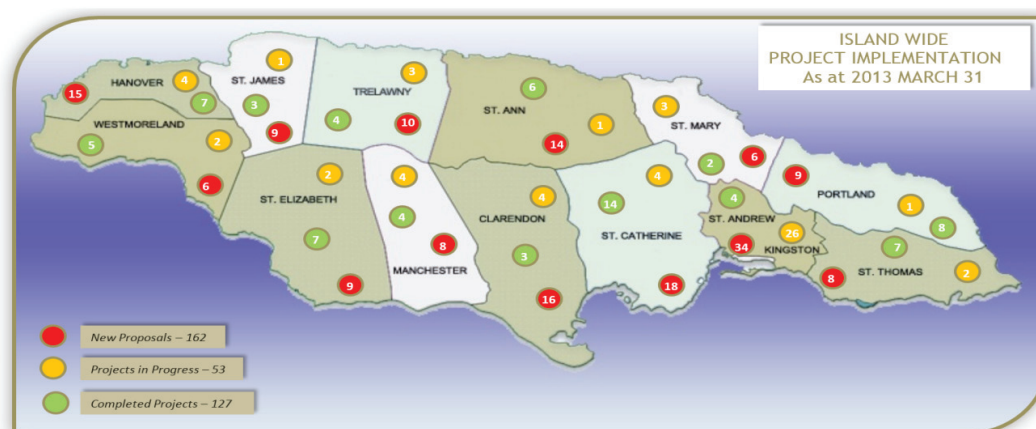 ISLAND WIDE
PROJECT IMPLEMENTATION
As at 2013 MARCH 31
HANOVER
4
15
7
WESTMORELAND
5
2
6
1
ST. JAMES
3
9
3
TRELAWNY
4
10
6
ST. ANN
1
14
3
ST. MARY
2
6
9
PORTLAND
1
8
2
ST. ELIZABETH
7
9
4
4
8
MANCHESTER
4
CLARENDON
3
16
4
14
ST. CATHERINE
18
4
ST. ANDREW
34
26
KINGSTON
7
ST. THOMAS
8
2
New Proposals – 162
Projects in Progress – 53
Completed Projects – 127